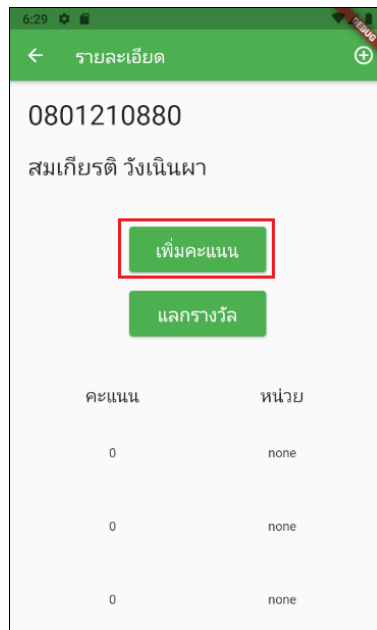 6:29
DEBUG
รายละเอียด
0801210880
สมเกียรติ วังเนินผา
เพิ่มคะแนน
แลกรางวัล
คะแนน หน่วย
0 none
0 none
0 none